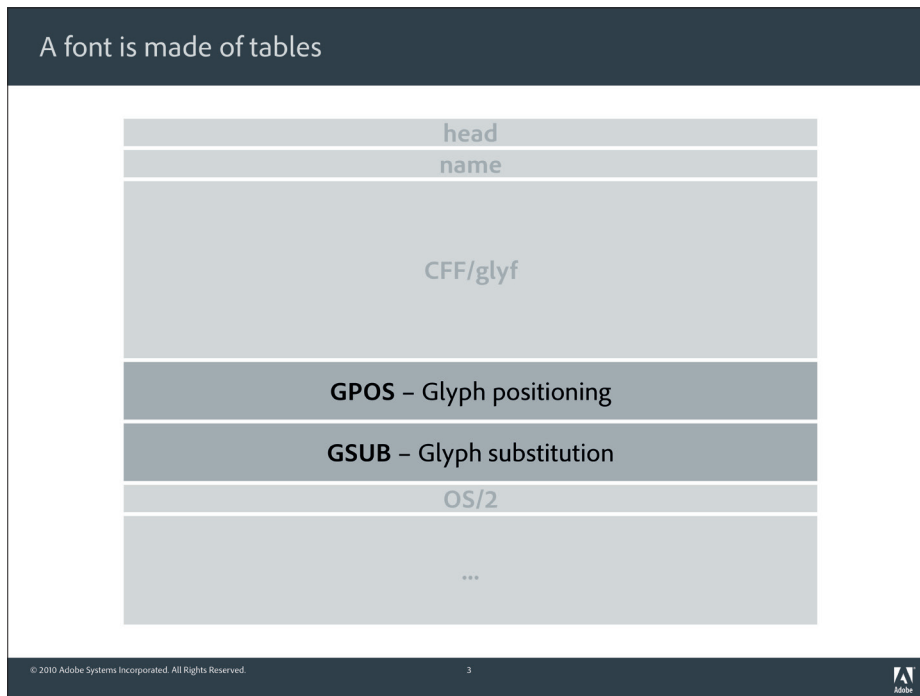 A font is made of tables
head
name
CFF/glyf
GPOS – Glyph positioning
GSUB – Glyph substitution
OS/2
...
© 2010 Adobe Systems Incorporated. All Rights Reserved.
3
Adobe